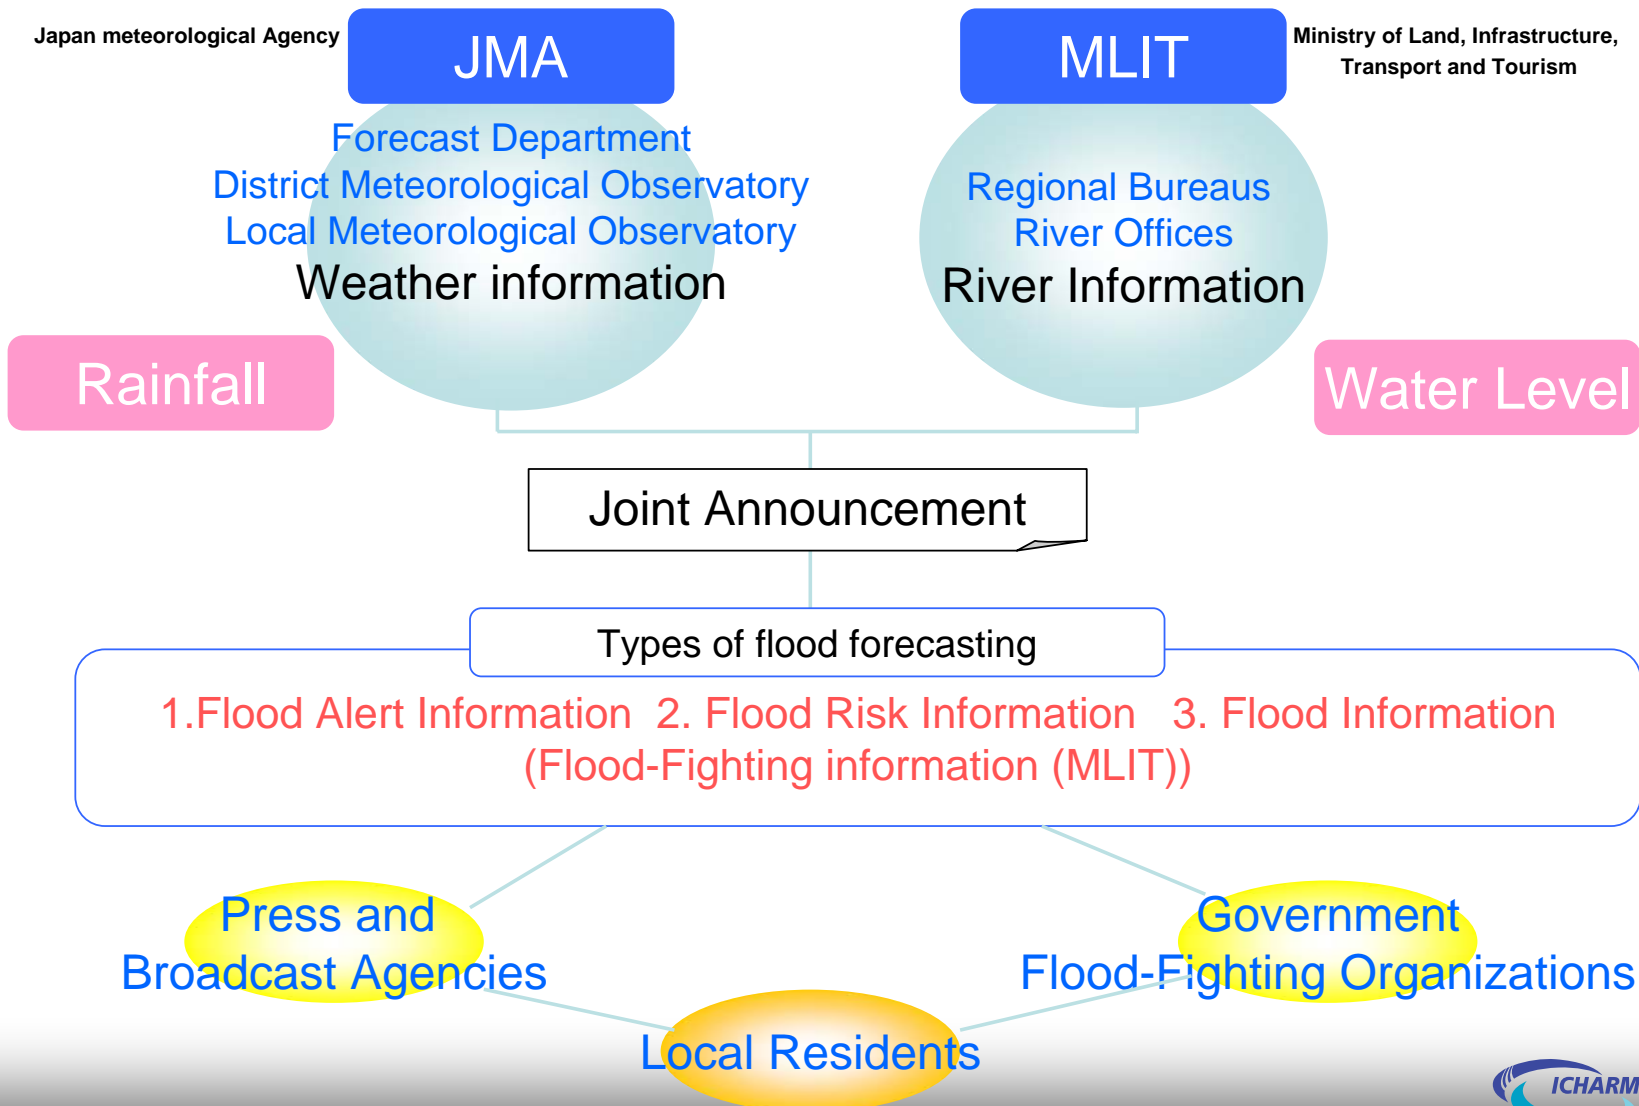 Japan meteorological Agency
JMA
MLIT
Ministry of Land, Infrastructure,
Transport and Tourism
Forecast Department
District Meteorological Observatory
Local Meteorological Observatory
Weather information
Regional Bureaus
River Offices
River Information
Rainfall
Water Level
Joint Announcement
Types of flood forecasting
1.Flood Alert Information 2. Flood Risk Information 3. Flood Information
(Flood-Fighting information (MLIT))
Press and
Broadcast Agencies
Government
Flood-Fighting Organizations
Local Residents
ICHARM